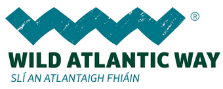 ®
WILD ATLANTIC WAY
SLÍ AN ATLANTAIGH FHIÁIN